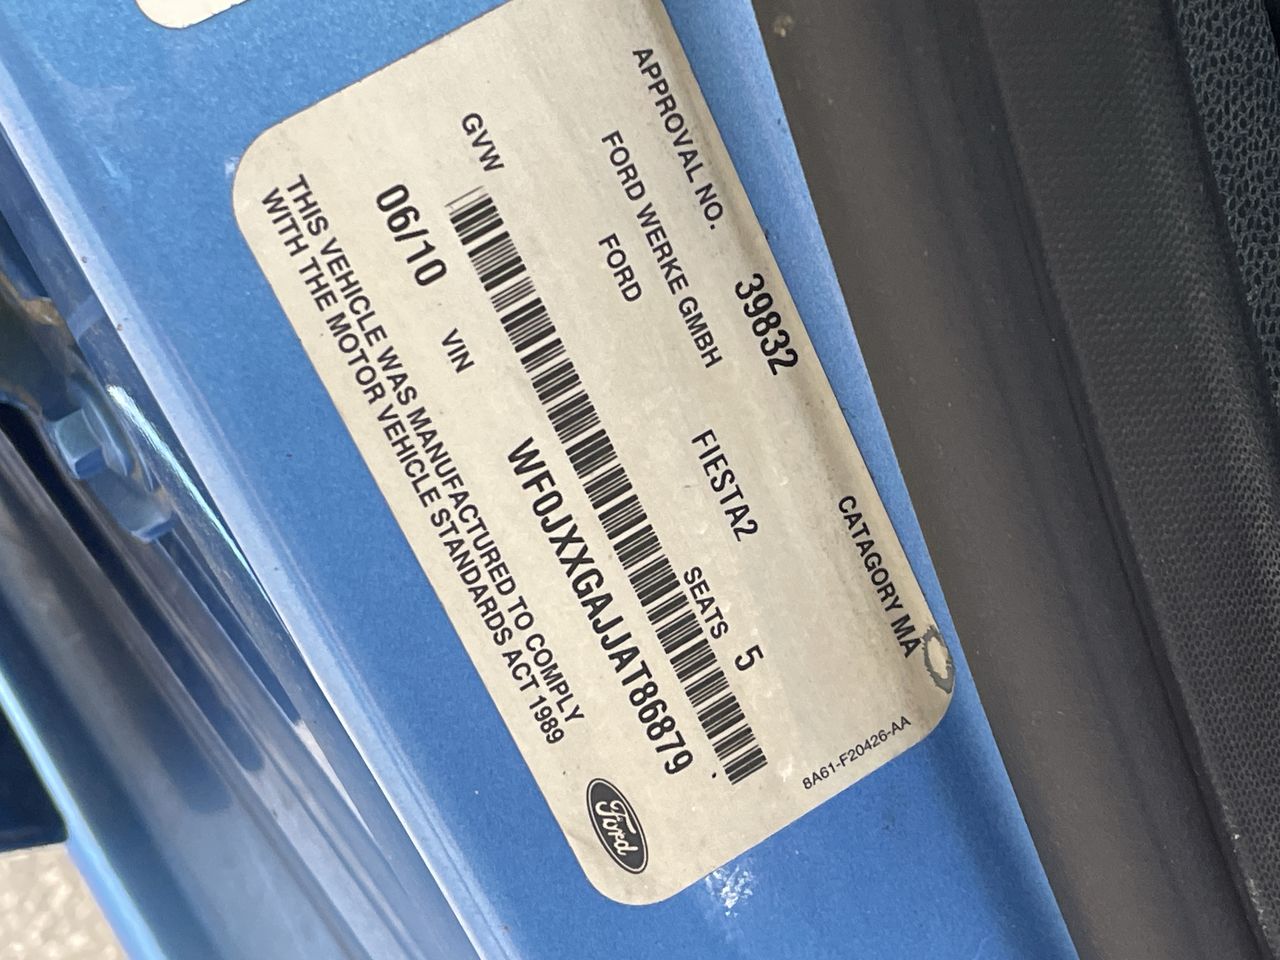 APPROVAL NO. 39832 CATAGORY MA
FORD WERKE GMBH
FORD FIESTA2
SEATS 5
GVW
06/10 VIN WF0JXXGAJJAT86879
THIS VEHICLE WAS MANUFACTURED TO COMPLY
WITH THE MOTOR VEHICLE STANDARDS ACT 1989
8A61-F20426-AA
Ford